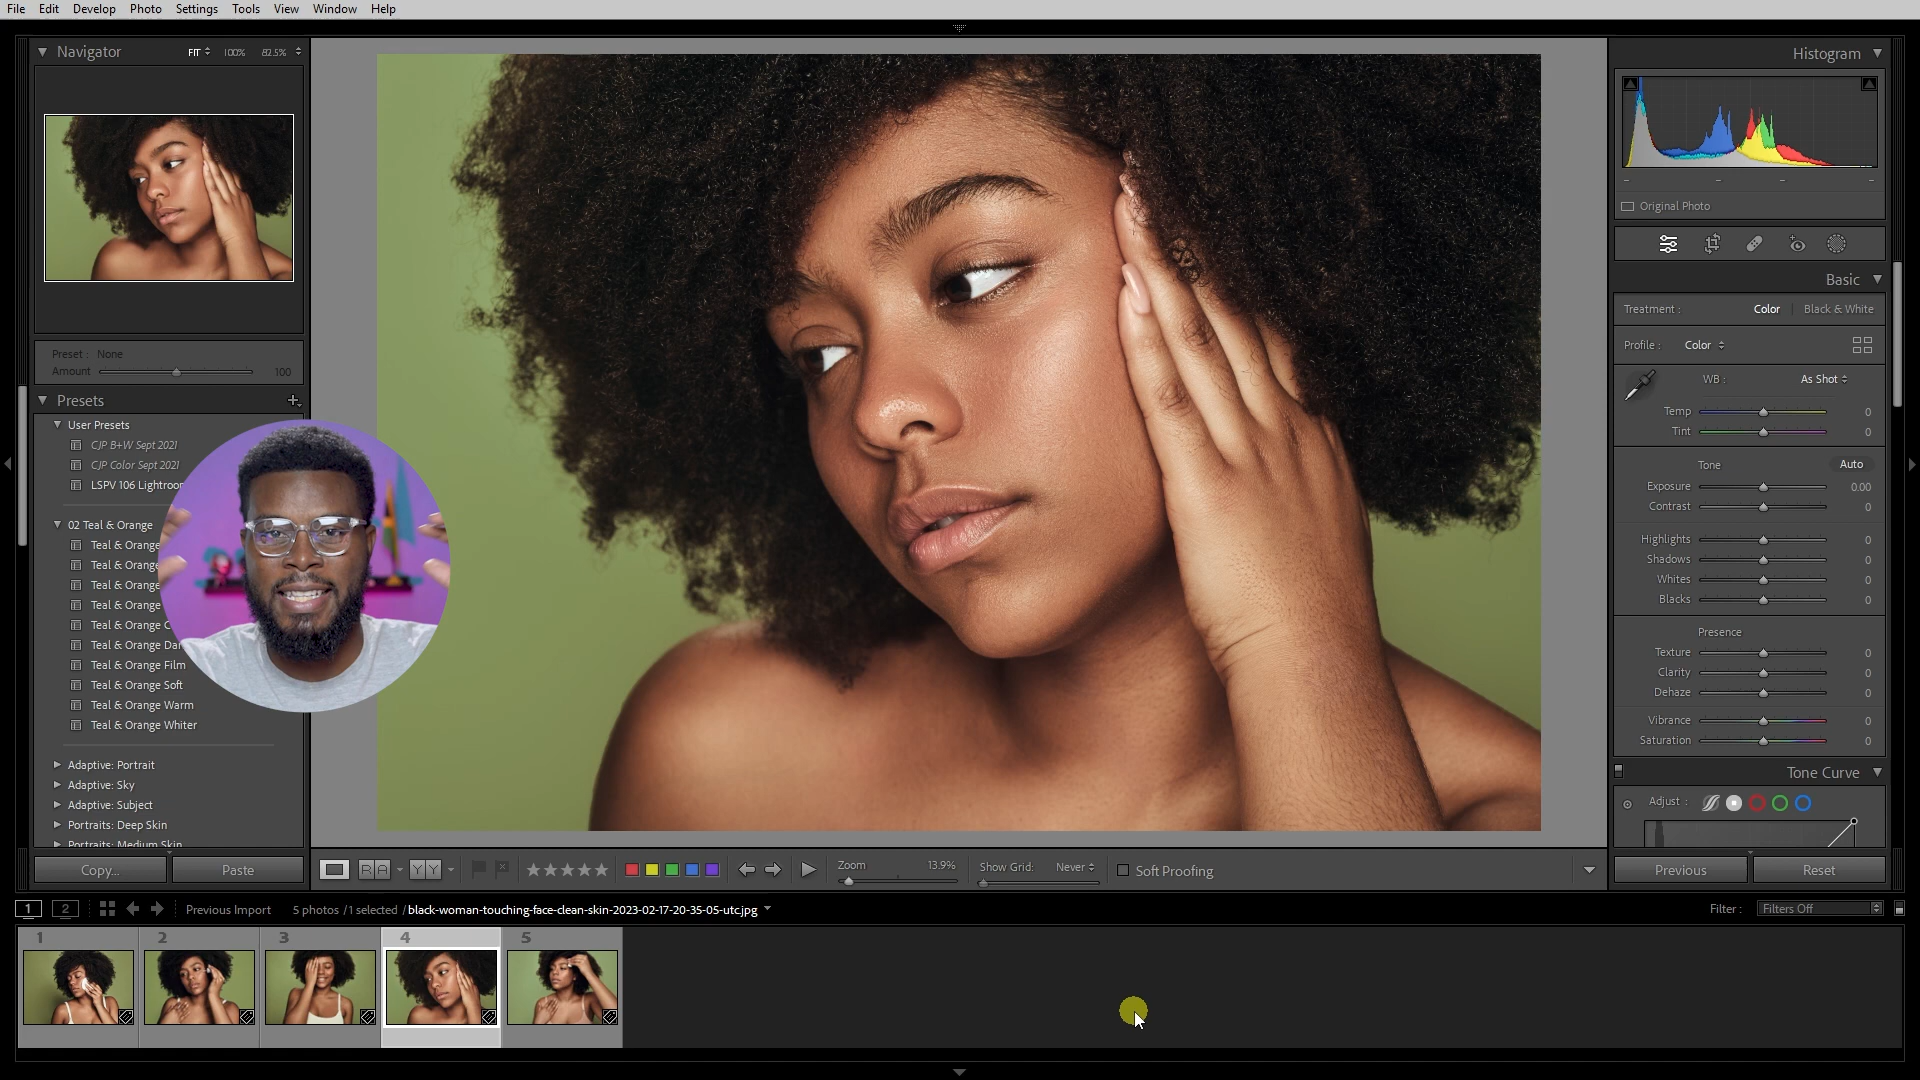 File Edit Develop Photo Settings Tools View Window Help
Navigator FIT 100% 82.5%
Preset : None
Amount 100
Presets
User Presets
CJP B+W Sept 2021
CJP Color Sept 2021
LSPV 106
02 Teal & Orange
Teal & Orange
Teal & Orange
Teal & Orange
Teal & Orange
Teal & Orange
Teal & Orange
Teal & Orange Film
Teal & Orange Soft
Teal & Orange Warm
Teal & Orange Whiter
Adaptive: Portrait
Adaptive: Sky
Adaptive: Subject
Portraits: Deep Skin
Portraits: Medium Skin
Copy... Paste
R A Y Y Zoom 13.9% Show Grid: Never Soft Proofing
Histogram
Original Photo
Basic
Treatment : Color Black & White
Profile : Color
WB : As Shot
Temp 0
Tint 0
Tone Auto
Exposure 0.00
Contrast 0
Highlights 0
Shadows 0
Whites 0
Blacks 0
Presence
Texture 0
Clarity 0
Dehaze 0
Vibrance 0
Saturation 0
Tone Curve
Adjust :
Previous Reset
1 2 Previous Import 5 photos / 1 selected / black-woman-touching-face-clean-skin-2023-02-17-20-35-05-utc.jpg Filter : Filters Off
1 2 3 4 5